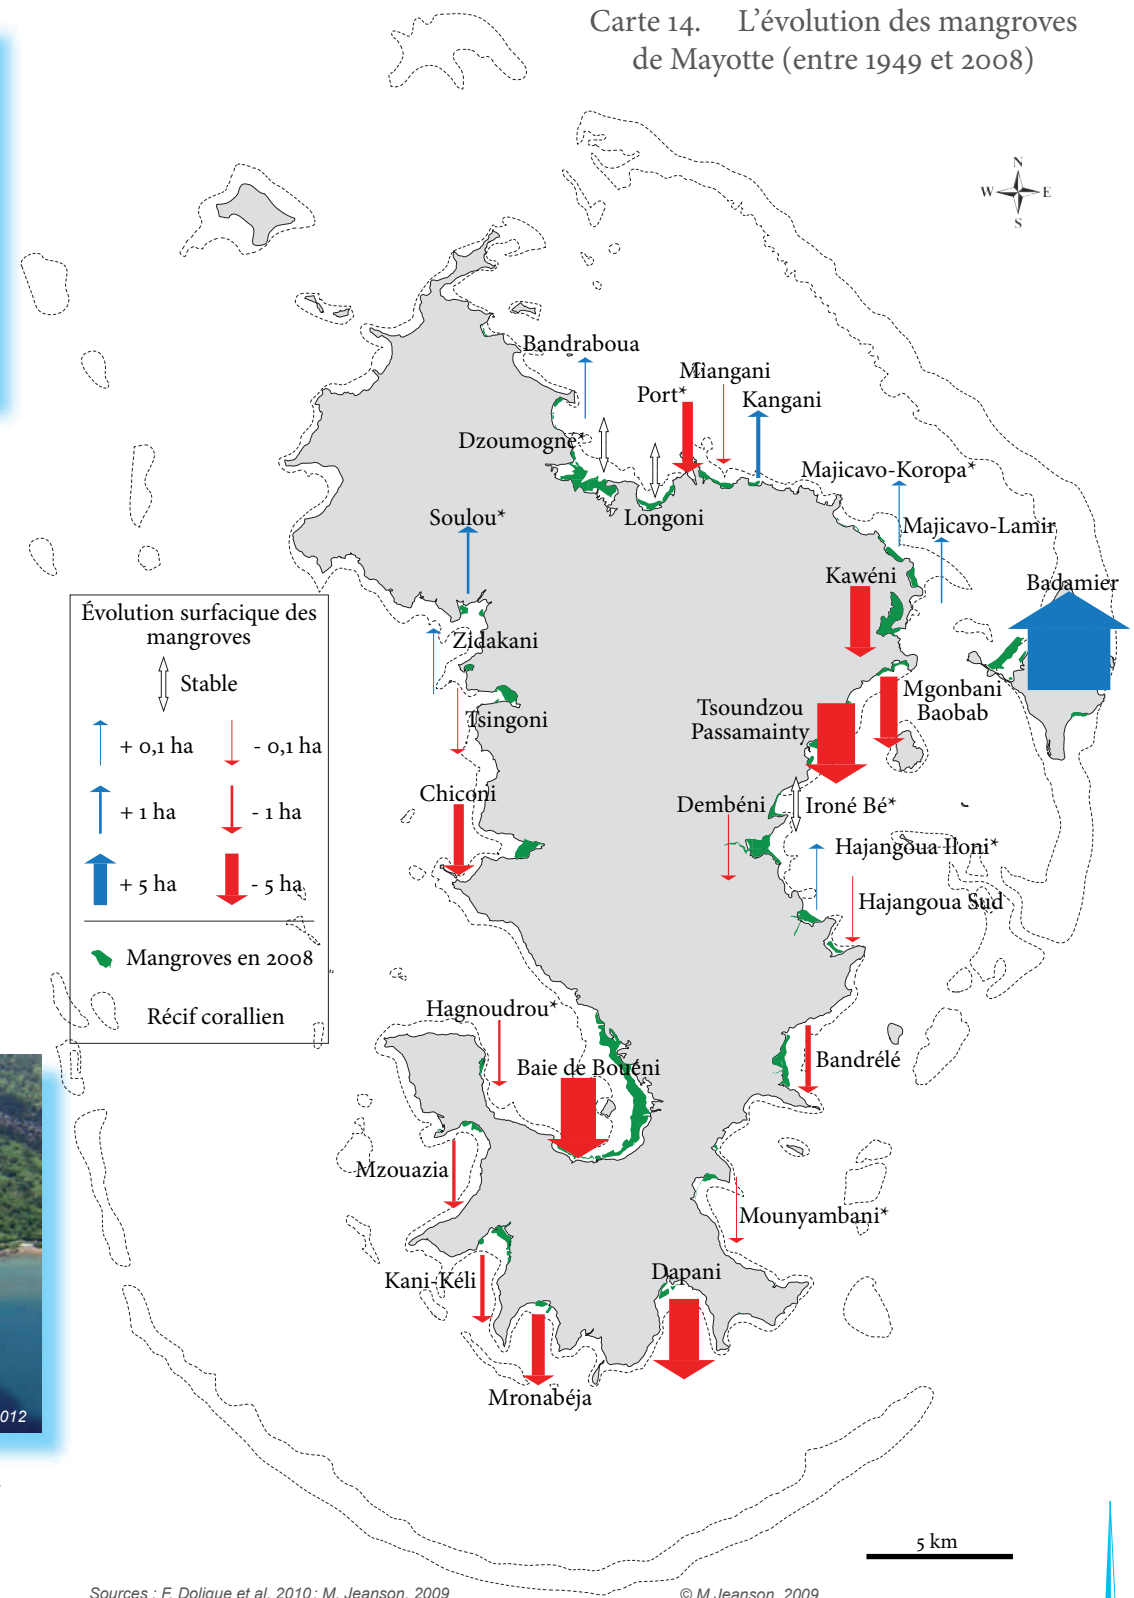 Carte 14. L'évolution des mangroves
de Mayotte (entre 1949 et 2008)
N
W E
S
Bandraboua
Miangani
Port*
Kangani
Dzoumogné*
Majicavo-Koropa*
Soulou*
Longoni
Majicavo-Lamir
Kawéni
Badamier
Évolution surfacique des
mangroves
Stable
+ 0,1 ha
- 0,1 ha
+ 1 ha
- 1 ha
+ 5 ha
- 5 ha
Mangroves en 2008
Récif corallien
Zidakani
Tsingoni
Mgonbani
Baobab
Tsoundzou
Passamainty
Chiconi
Dembéni
Ironé Bé*
Hajangoua Iloni*
Hajangoua Sud
Hagnoudrou*
Bandrélé
Baie de Bouéni
Mzouazia
Mounyambani*
Kani-Kéli
Dapani
Mronabéja
012
5 km
Sources : F. Dolique et al. 2010 ; M. Jeanson, 2009
© M.Jeanson, 2009